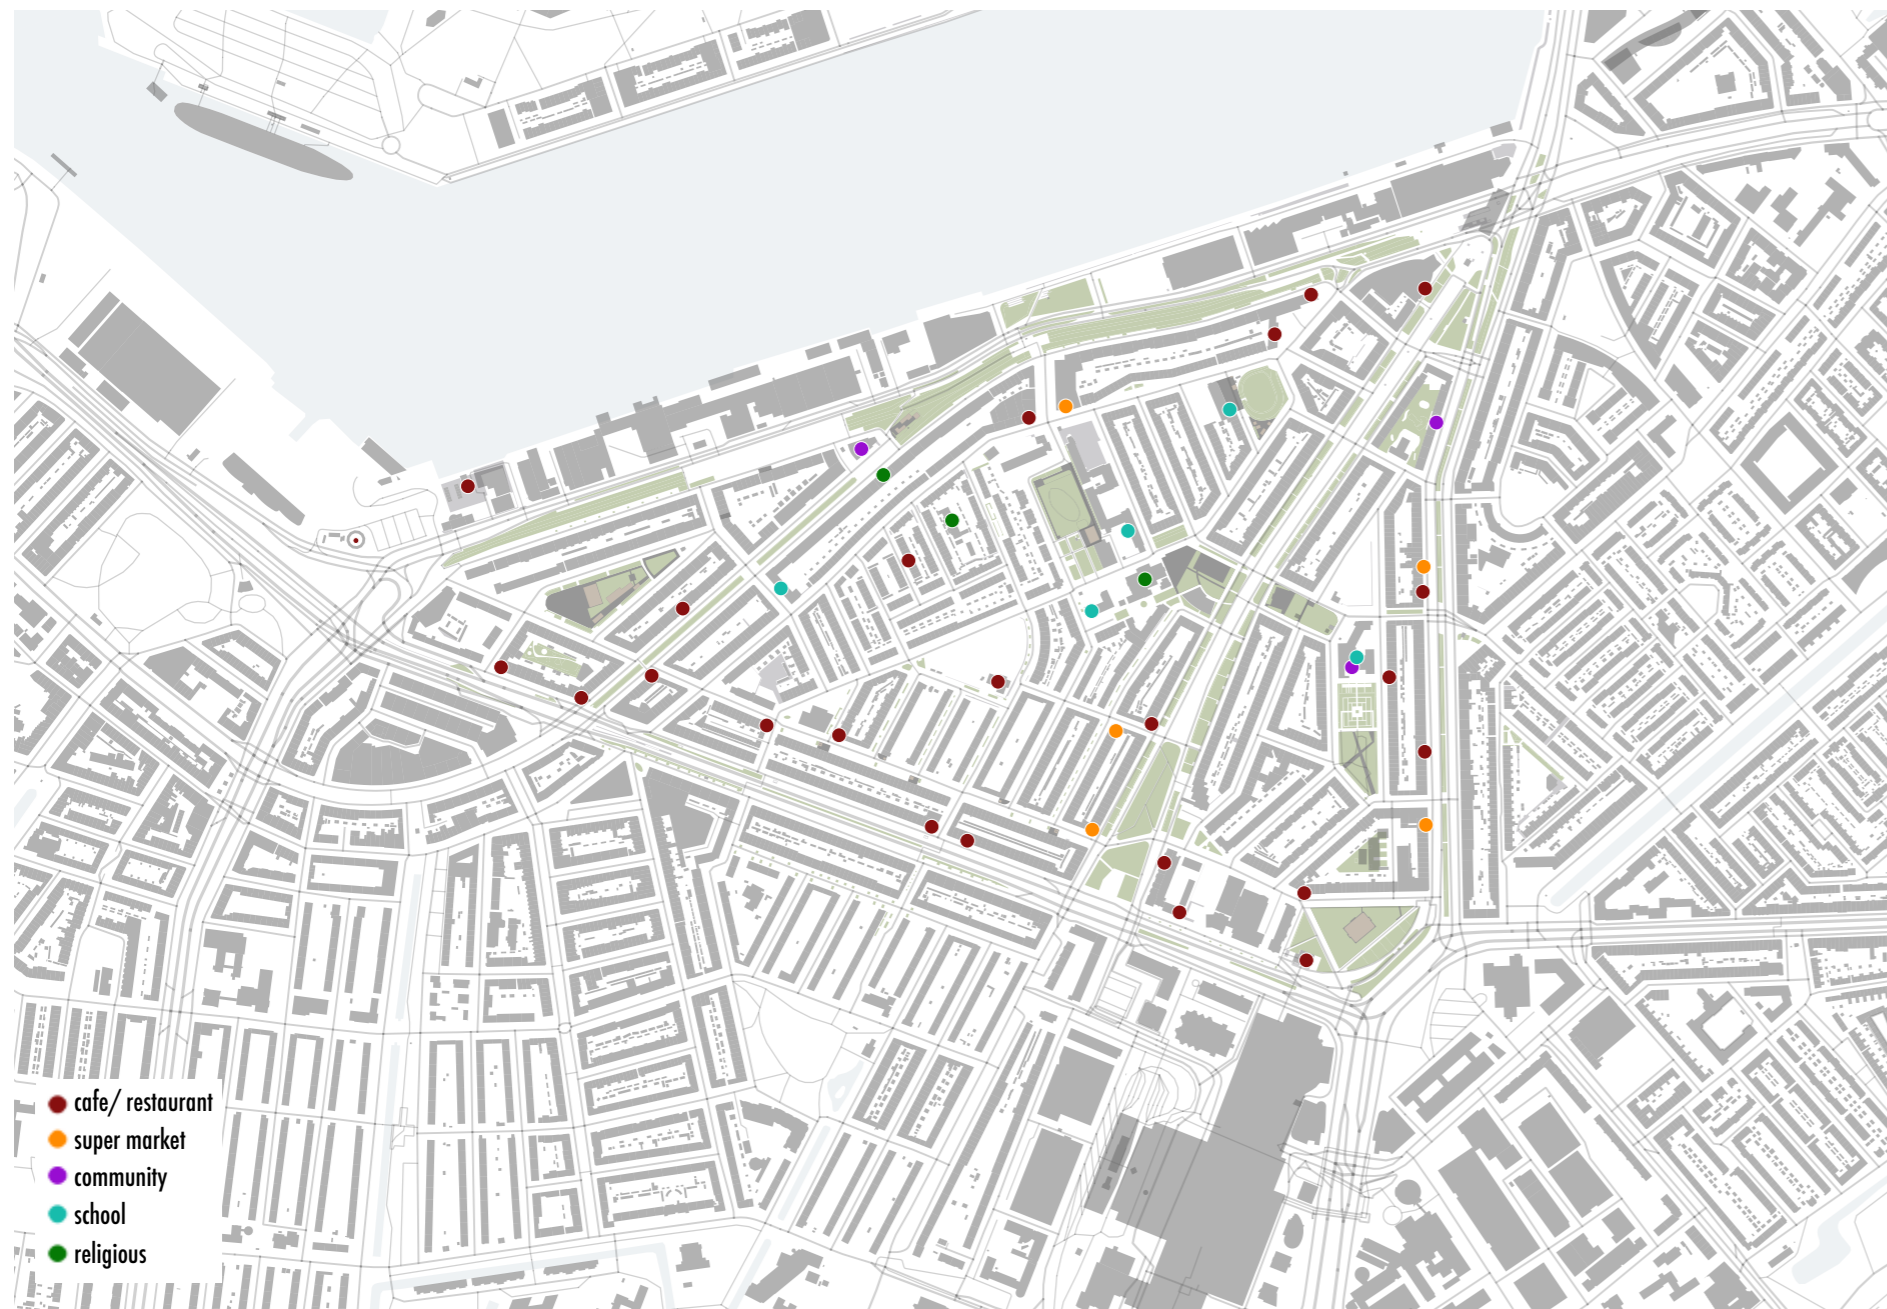 cafe/ restaurant
super market
community
school
religious